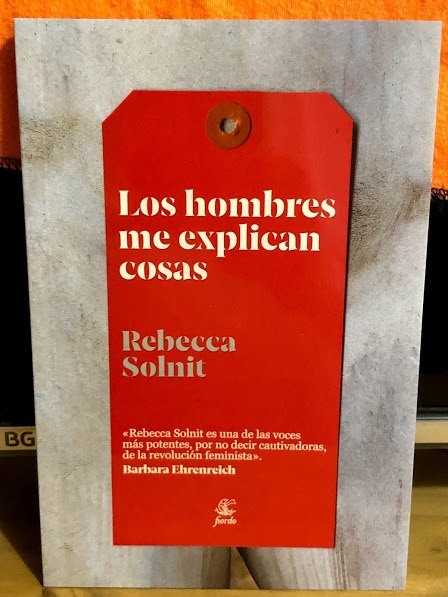 Los hombres
me explican
cosas
Rebecca
Solnit
«Rebecca Solnit es una de las voces
más potentes, por no decir cautivadoras,
de la revolución feminista».
Barbara Ehrenreich
fiordo
BG